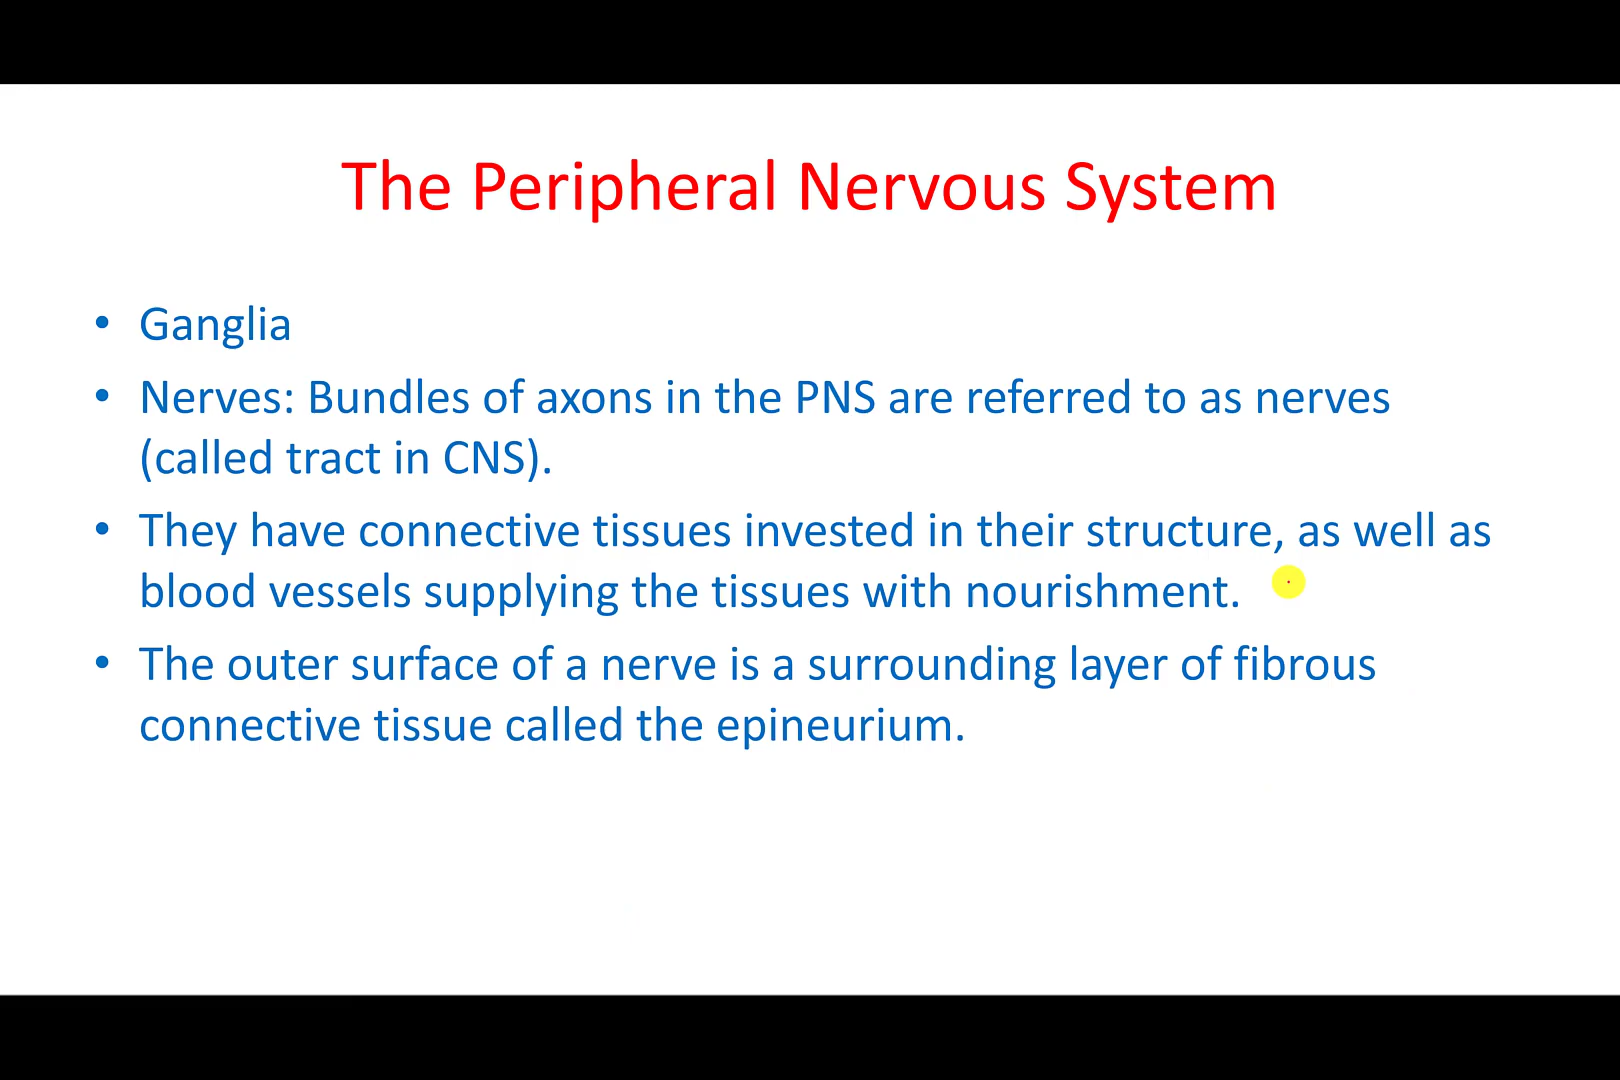 The Peripheral Nervous System
• Ganglia
• Nerves: Bundles of axons in the PNS are referred to as nerves
(called tract in CNS).
• They have connective tissues invested in their structure, as well as
blood vessels supplying the tissues with nourishment.
• The outer surface of a nerve is a surrounding layer of fibrous
connective tissue called the epineurium.